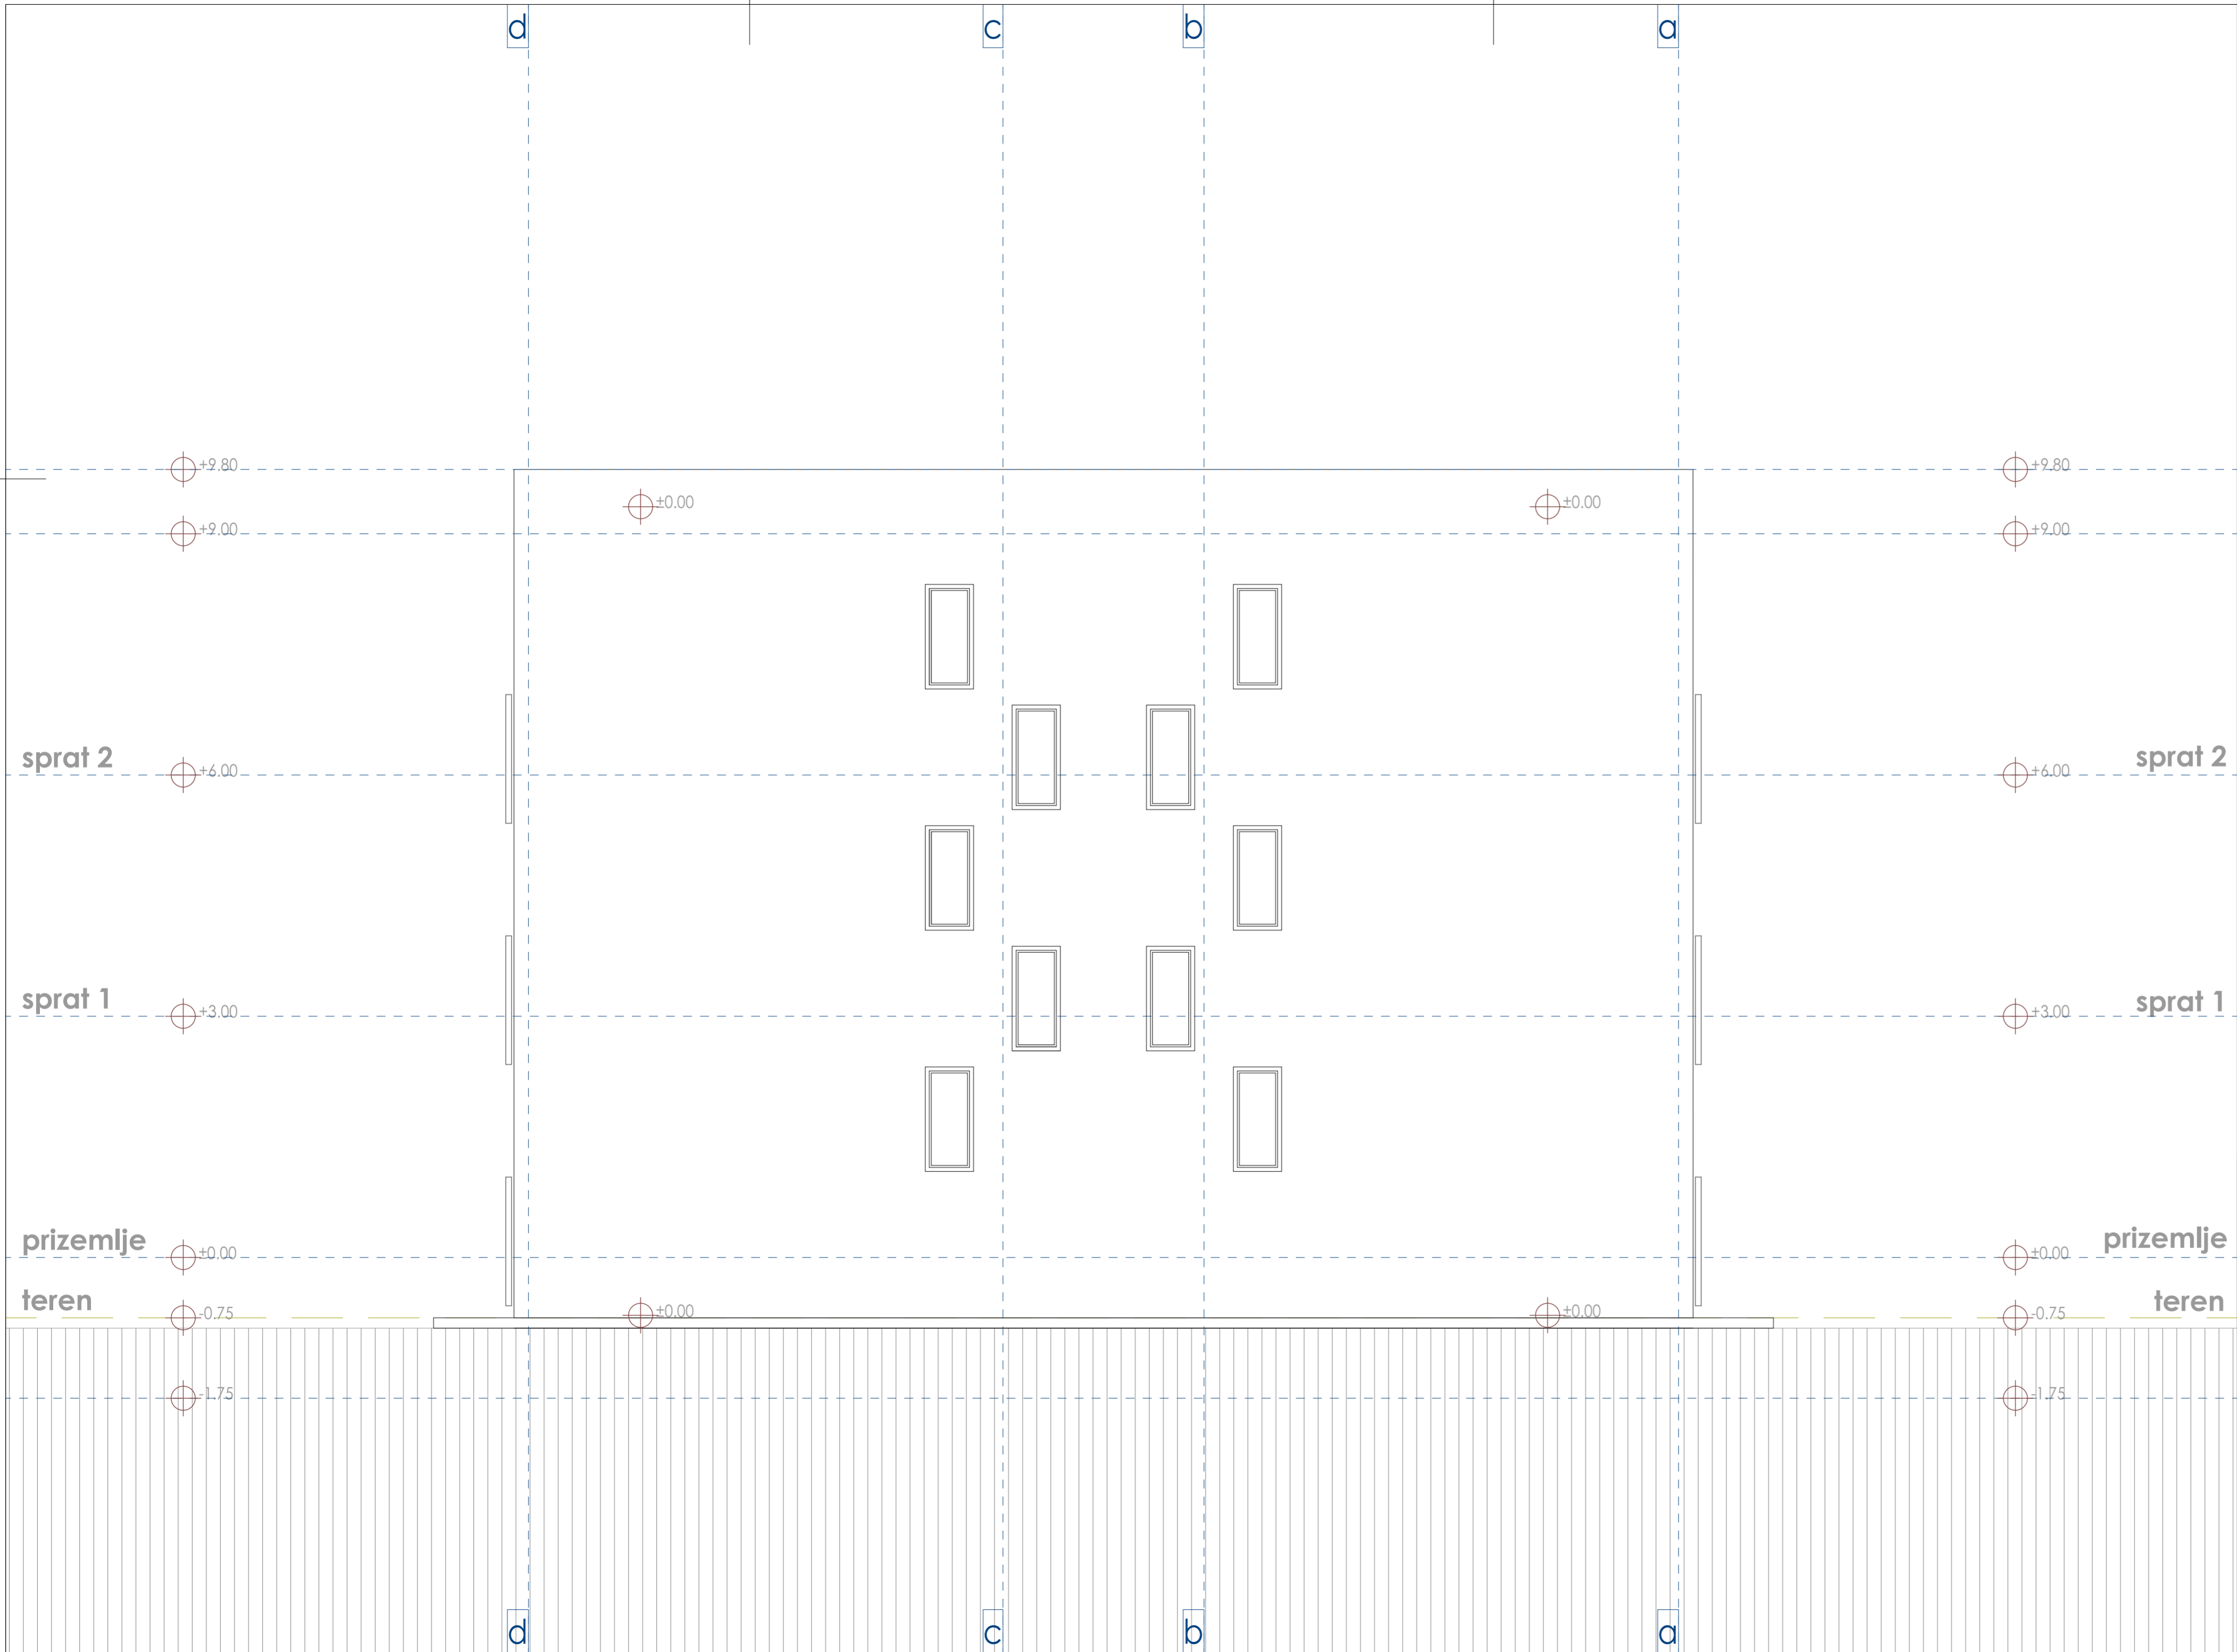 d c b a
+9.80 +9.80
±0.00 ±0.00
+9.00 +9.00
sprat 2 +6.00 +6.00 sprat 2
sprat 1 +3.00 +3.00 sprat 1
prizemlje ±0.00 ±0.00 prizemlje
teren -0.75 ±0.00 ±0.00 -0.75 teren
-1.75 -1.75
d c b a